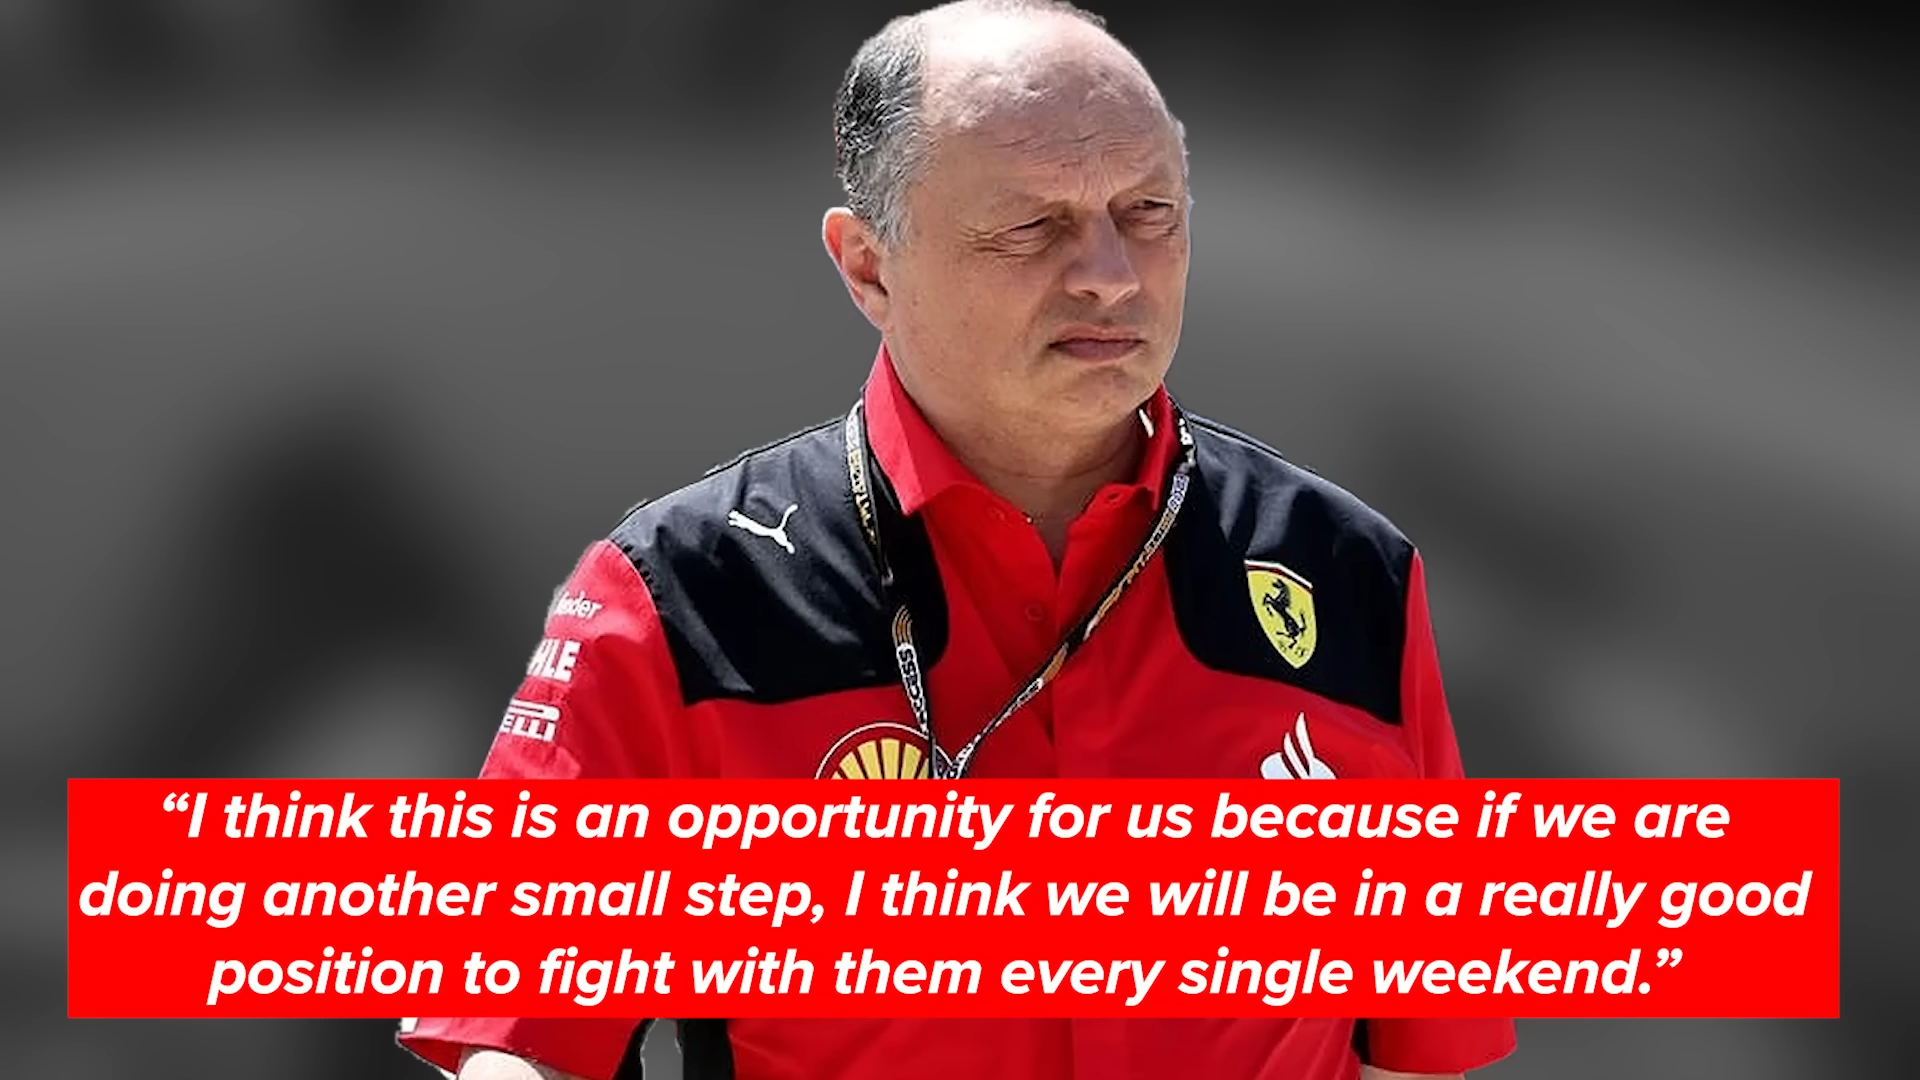 ELLI
“I think this is an opportunity for us because if we are
doing another small step, I think we will be in a really good
position to fight with them every single weekend.”